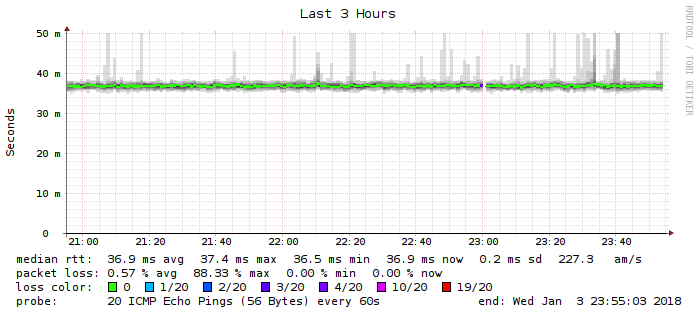 Last 3 Hours
RRDTOOL / TOBI OETIKER
Seconds
50 m
40 m
30 m
20 m
10 m
0
21:00 21:20 21:40 22:00 22:20 22:40 23:00 23:20 23:40
median rtt: 36.9 ms avg 37.4 ms max 36.5 ms min 36.9 ms now 0.2 ms sd 227.3 am/s
packet loss: 0.57 % avg 88.33 % max 0.00 % min 0.00 % now
loss color: 0 1/20 2/20 3/20 4/20 10/20 19/20
probe: 20 ICMP Echo Pings (56 Bytes) every 60s end: Wed Jan 3 23:55:03 2018